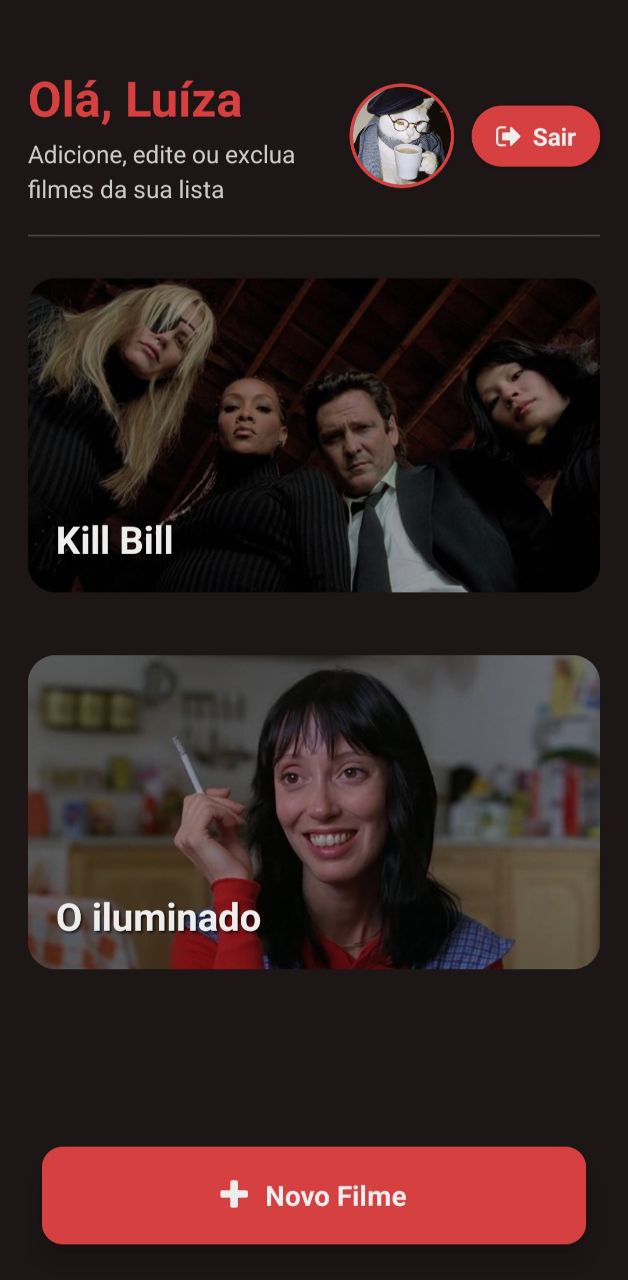 Olá, Luíza
Adicione, edite ou exclua
filmes da sua lista
Sair
Kill Bill
O iluminado
Novo Filme